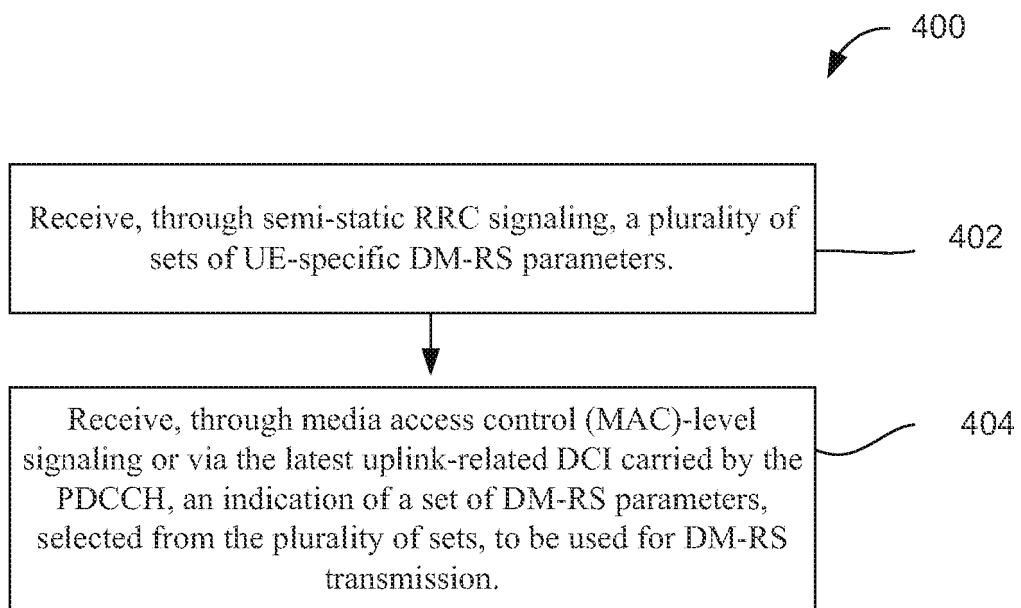 400
Receive, through semi-static RRC signaling, a plurality of
sets of UE-specific DM-RS parameters.
402
Receive, through media access control (MAC)-level
signaling or via the latest uplink-related DCI carried by the
PDCCH, an indication of a set of DM-RS parameters,
selected from the plurality of sets, to be used for DM-RS
transmission.
404